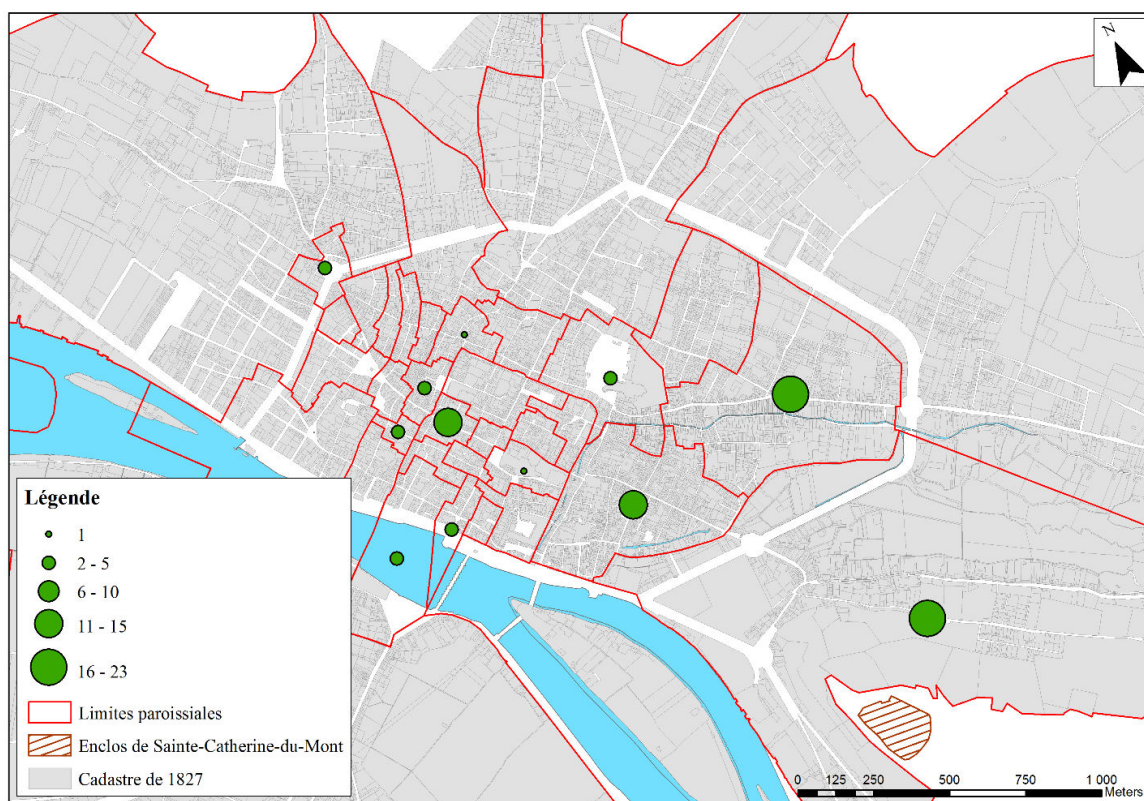 N
Légende
1
2 - 5
6 - 10
11 - 15
16 - 23
Limites paroissiales
Enclos de Sainte-Catherine-du-Mont
Cadastre de 1827
0 125 250 500 750 1 000
Meters